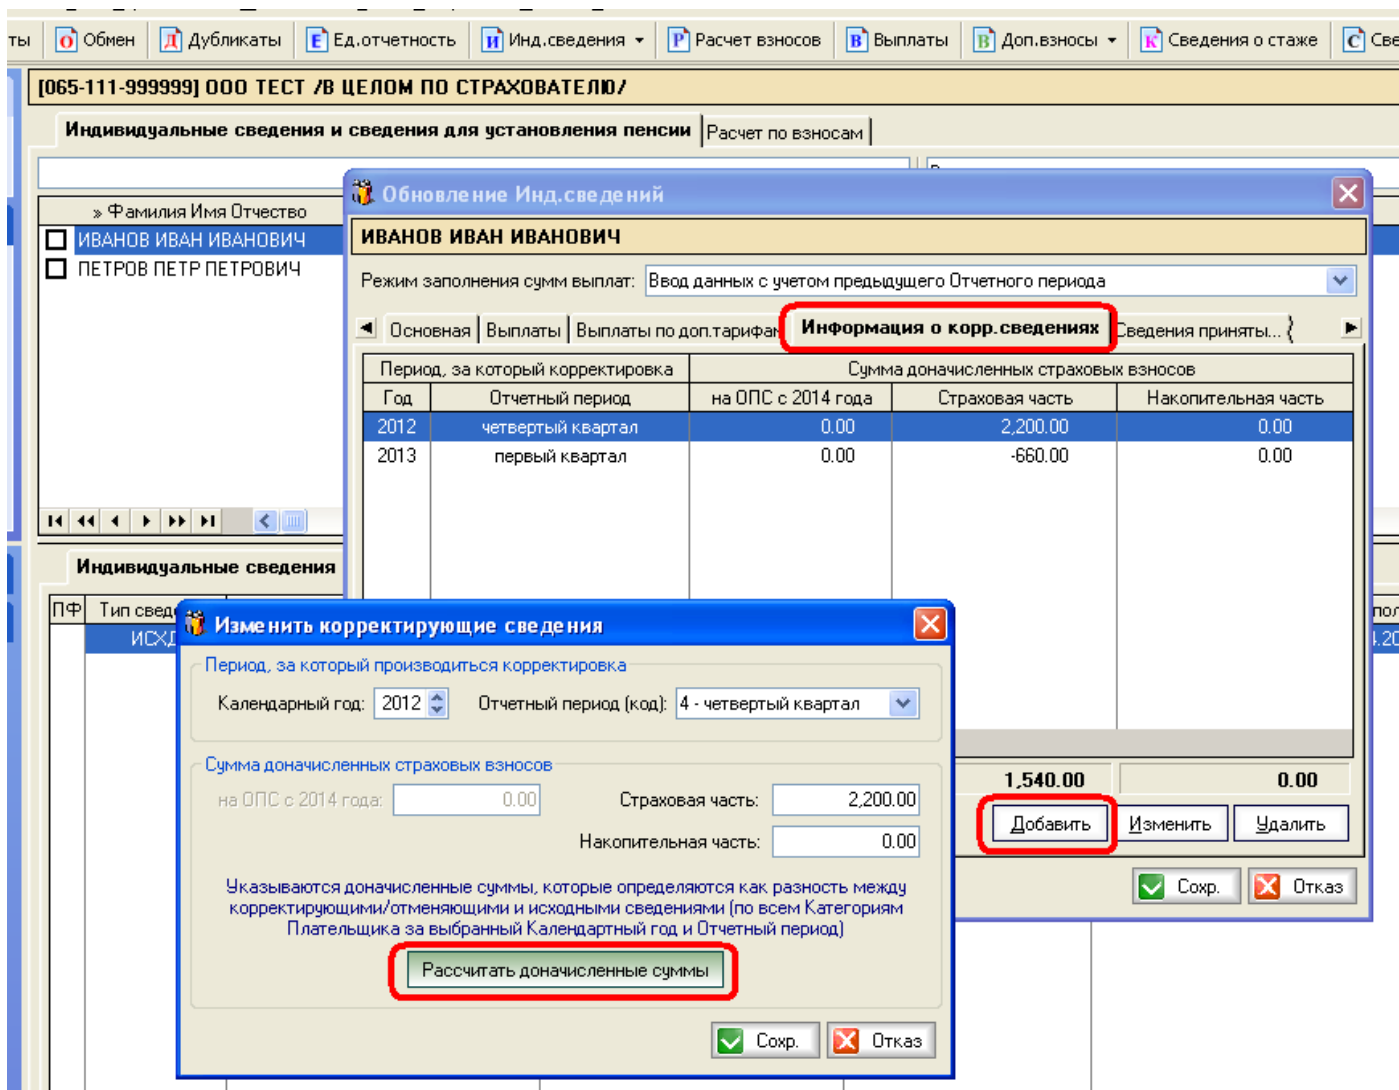 ты Обмен Дубликаты Ед.отчетность Инд.сведения Расчет взносов Выплаты Доп.взносы Сведения о стаже Све
[065-111-999999] ООО ТЕСТ /В ЦЕЛОМ ПО СТРАХОВАТЕЛЮ/
Индивидуальные сведения и сведения для установления пенсии Расчет по взносам
» Фамилия Имя Отчество
ИВАНОВ ИВАН ИВАНОВИЧ
ПЕТРОВ ПЕТР ПЕТРОВИЧ
Обновление Инд.сведений
ИВАНОВ ИВАН ИВАНОВИЧ
Режим заполнения сумм выплат: Ввод данных с учетом предыдущего Отчетного периода
Основная Выплаты Выплаты по доп.тарифам Информация о корр.сведениях Сведения приняты...
Период, за который корректировка Сумма доначисленных страховых взносов
Год Отчетный период на ОПС с 2014 года Страховая часть Накопительная часть
2012 четвертый квартал 0.00 2,200.00 0.00
2013 первый квартал 0.00 -660.00 0.00
1,540.00 0.00
Добавить Изменить Удалить
Сохр. Отказ
Индивидуальные сведения
ПФ Тип сведе
ИСХД
пол
4.20
Изменить корректирующие сведения
Период, за который производиться корректировка
Календарный год: 2012 Отчетный период (код): 4 - четвертый квартал
Сумма доначисленных страховых взносов
на ОПС с 2014 года: 0.00 Страховая часть: 2,200.00
Накопительная часть: 0.00
Указываются доначисленные суммы, которые определяются как разность между
корректирующими/отменяющими и исходными сведениями (по всем Категориям
Плательщика за выбранный Календартный год и Отчетный период)
Рассчитать доначисленные суммы
Сохр. Отказ